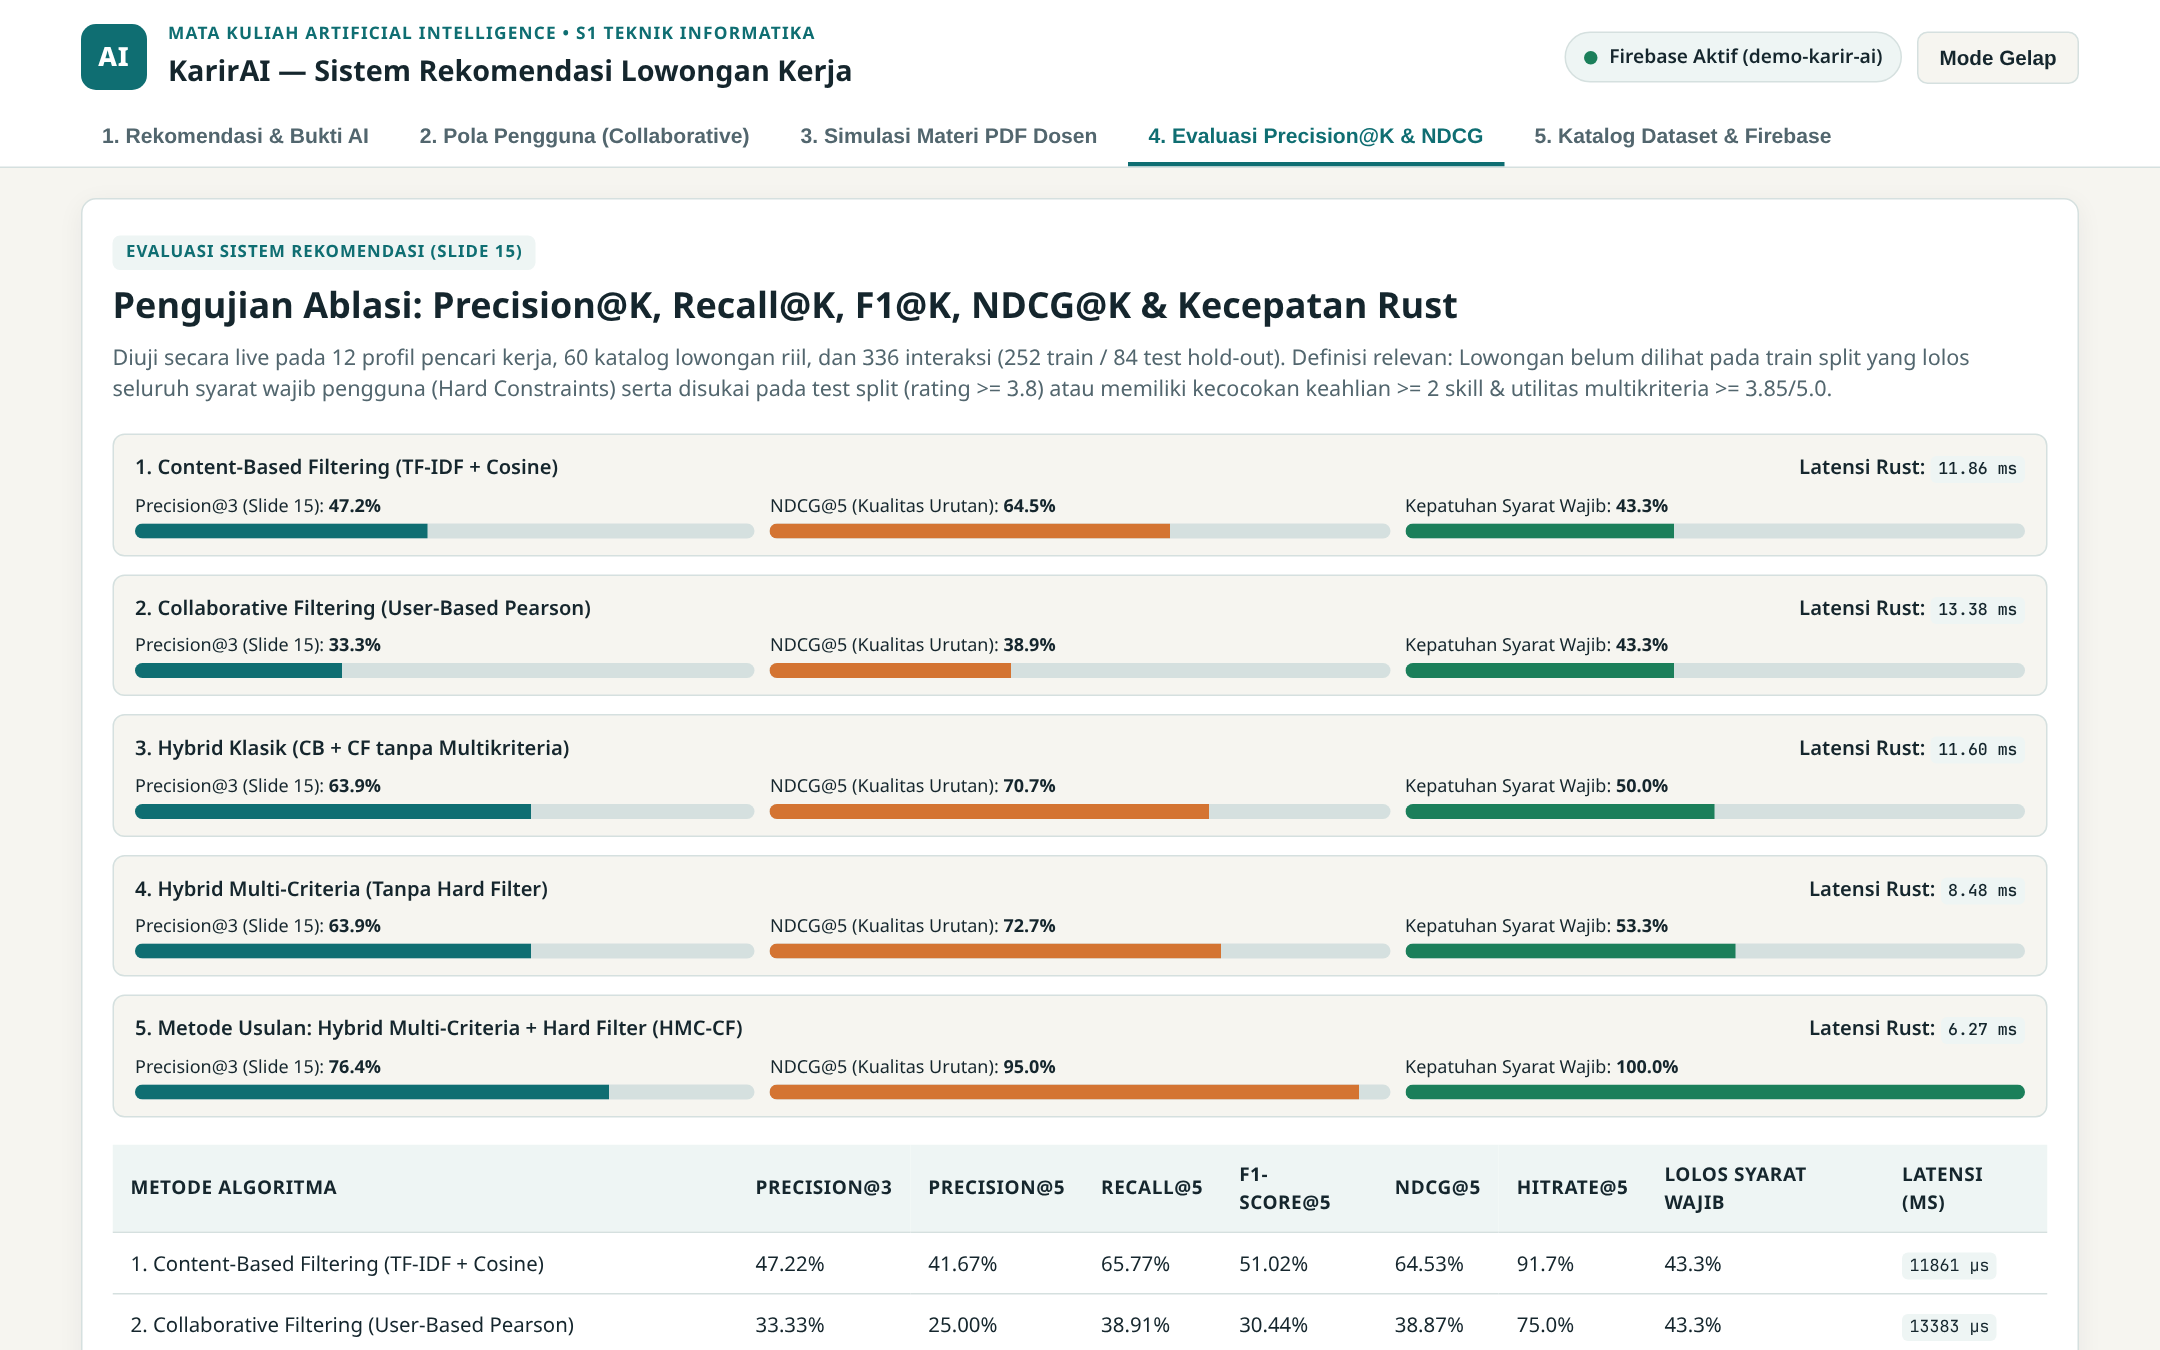 AI
MATA KULIAH ARTIFICIAL INTELLIGENCE • S1 TEKNIK INFORMATIKA
KarirAI — Sistem Rekomendasi Lowongan Kerja
Firebase Aktif (demo-karir-ai)
Mode Gelap
1. Rekomendasi & Bukti AI
2. Pola Pengguna (Collaborative)
3. Simulasi Materi PDF Dosen
4. Evaluasi Precision@K & NDCG
5. Katalog Dataset & Firebase
EVALUASI SISTEM REKOMENDASI (SLIDE 15)
Pengujian Ablasi: Precision@K, Recall@K, F1@K, NDCG@K & Kecepatan Rust
Diuji secara live pada 12 profil pencari kerja, 60 katalog lowongan riil, dan 336 interaksi (252 train / 84 test hold-out). Definisi relevan: Lowongan belum dilihat pada train split yang lolos
seluruh syarat wajib pengguna (Hard Constraints) serta disukai pada test split (rating >= 3.8) atau memiliki kecocokan keahlian >= 2 skill & utilitas multikriteria >= 3.85/5.0.
1. Content-Based Filtering (TF-IDF + Cosine)
Latensi Rust: 11.86 ms
Precision@3 (Slide 15): 47.2%
NDCG@5 (Kualitas Urutan): 64.5%
Kepatuhan Syarat Wajib: 43.3%
2. Collaborative Filtering (User-Based Pearson)
Latensi Rust: 13.38 ms
Precision@3 (Slide 15): 33.3%
NDCG@5 (Kualitas Urutan): 38.9%
Kepatuhan Syarat Wajib: 43.3%
3. Hybrid Klasik (CB + CF tanpa Multikriteria)
Latensi Rust: 11.60 ms
Precision@3 (Slide 15): 63.9%
NDCG@5 (Kualitas Urutan): 70.7%
Kepatuhan Syarat Wajib: 50.0%
4. Hybrid Multi-Criteria (Tanpa Hard Filter)
Latensi Rust: 8.48 ms
Precision@3 (Slide 15): 63.9%
NDCG@5 (Kualitas Urutan): 72.7%
Kepatuhan Syarat Wajib: 53.3%
5. Metode Usulan: Hybrid Multi-Criteria + Hard Filter (HMC-CF)
Latensi Rust: 6.27 ms
Precision@3 (Slide 15): 76.4%
NDCG@5 (Kualitas Urutan): 95.0%
Kepatuhan Syarat Wajib: 100.0%
METODE ALGORITMA PRECISION@3 PRECISION@5 RECALL@5 F1-SCORE@5 NDCG@5 HITRATE@5 LOLOS SYARAT WAJIB LATENSI (MS)
1. Content-Based Filtering (TF-IDF + Cosine) 47.22% 41.67% 65.77% 51.02% 64.53% 91.7% 43.3% 11861 µs
2. Collaborative Filtering (User-Based Pearson) 33.33% 25.00% 38.91% 30.44% 38.87% 75.0% 43.3% 13383 µs